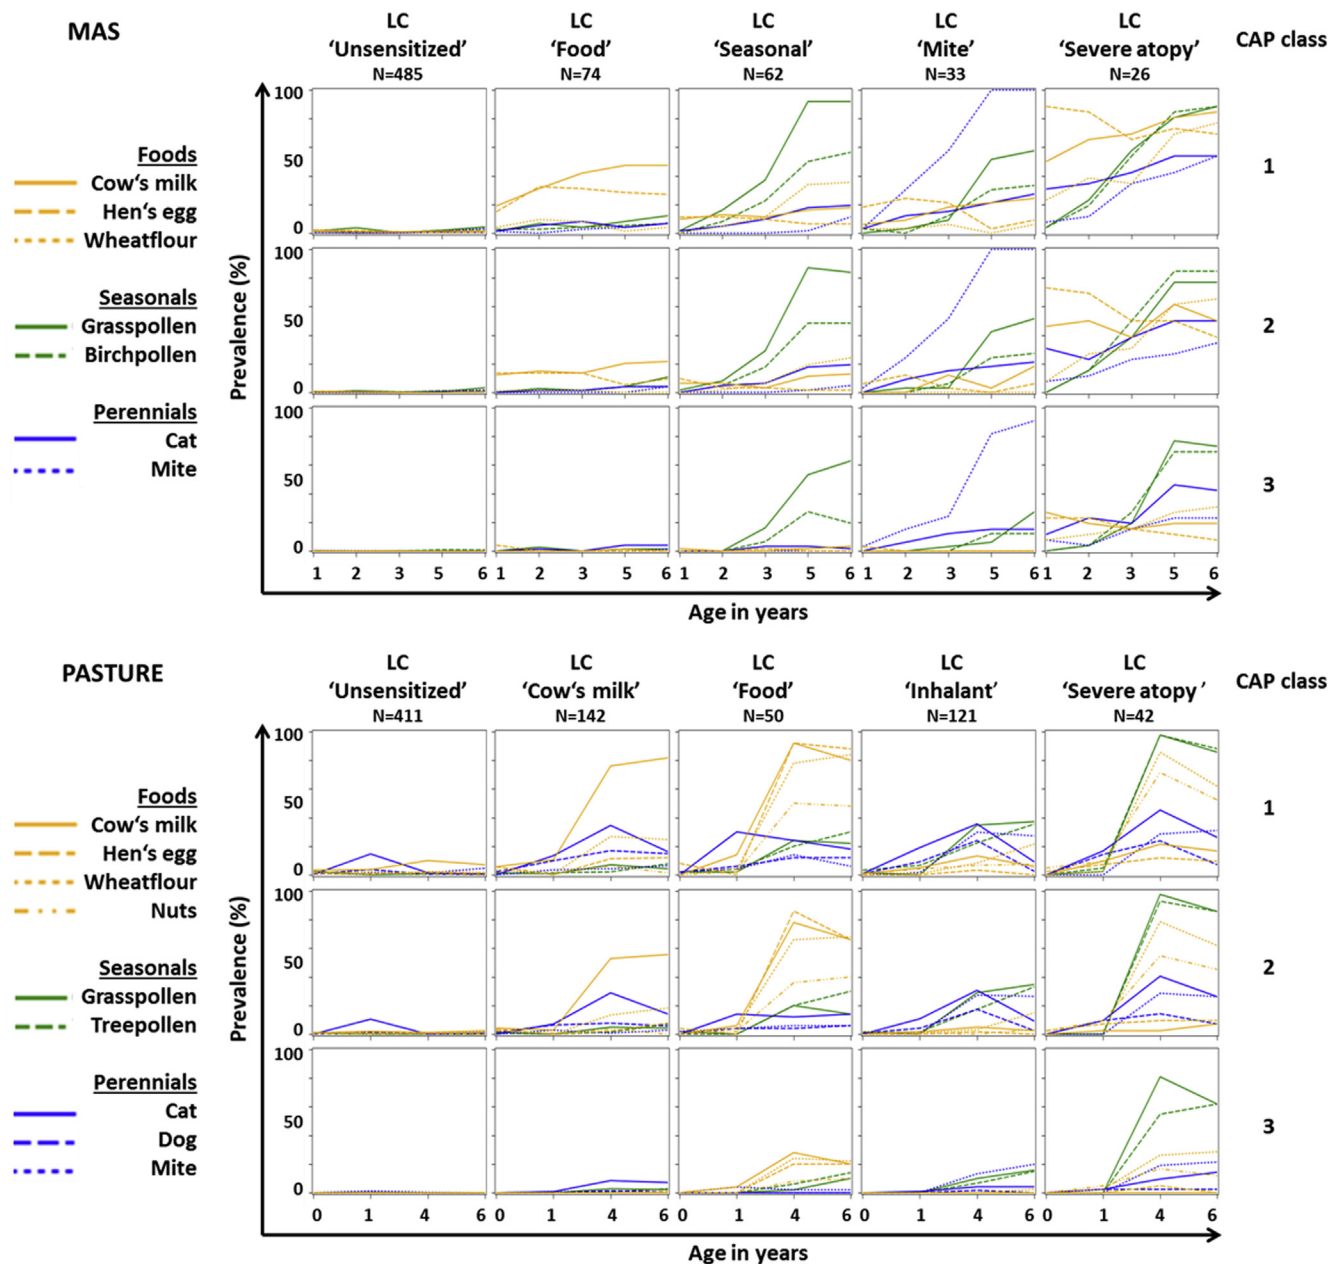 MAS
LC LC LC LC LC
‘Unsensitized’ ‘Food’ ‘Seasonal’ ‘Mite’ ‘Severe atopy’ CAP class
N=485 N=74 N=62 N=33 N=26
Foods
Cow‘s milk
Hen‘s egg
Wheatflour
Seasonals
Grasspollen
Birchpollen
Perennials
Cat
Mite
Prevalence (%)
100
50
0
1
100
50
0
2
100
50
0
3
1 2 3 5 6 1 2 3 5 6 1 2 3 5 6 1 2 3 5 6 1 2 3 5 6
Age in years
PASTURE
LC LC LC LC LC
‘Unsensitized’ ‘Cow‘s milk’ ‘Food’ ‘Inhalant’ ‘Severe atopy ’ CAP class
N=411 N=142 N=50 N=121 N=42
Foods
Cow‘s milk
Hen‘s egg
Wheatflour
Nuts
Seasonals
Grasspollen
Treepollen
Perennials
Cat
Dog
Mite
Prevalence (%)
100
50
0
1
100
50
0
2
100
50
0
3
0 1 4 6 0 1 4 6 0 1 4 6 0 1 4 6 0 1 4 6
Age in years